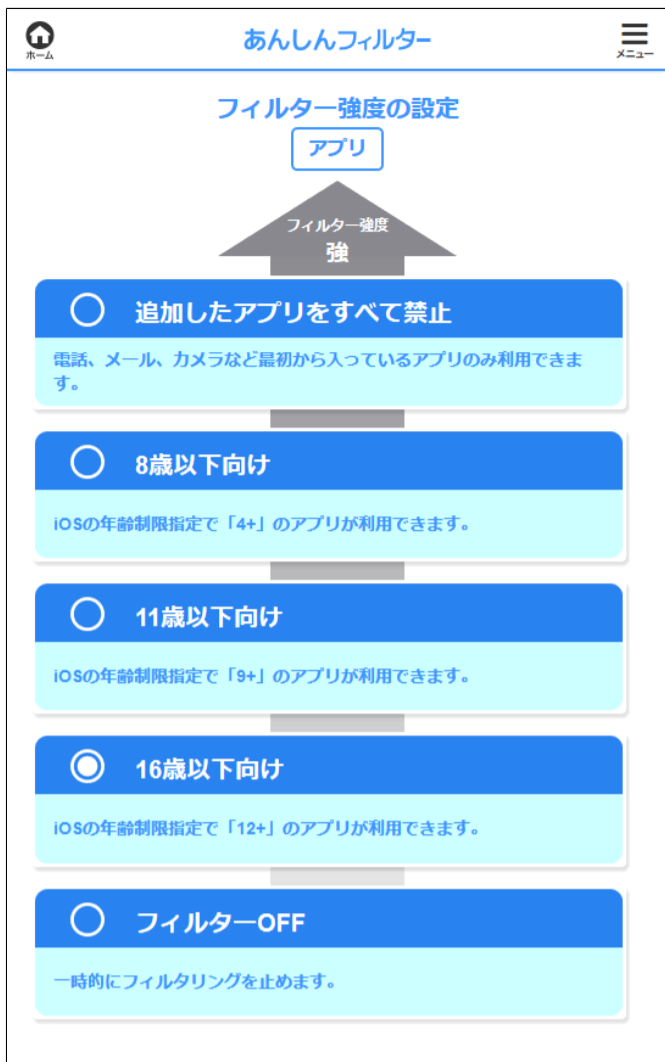 あんしんフィルター
ホーム
メニュー
フィルター強度の設定
アプリ
フィルター強度
強
追加したアプリをすべて禁止
電話、メール、カメラなど最初から入っているアプリのみ利用できま
す。
8歳以下向け
iOSの年齢制限指定で「4+」のアプリが利用できます。
11歳以下向け
iOSの年齢制限指定で「9+」のアプリが利用できます。
16歳以下向け
iOSの年齢制限指定で「12+」のアプリが利用できます。
フィルターOFF
一時的にフィルタリングを止めます。